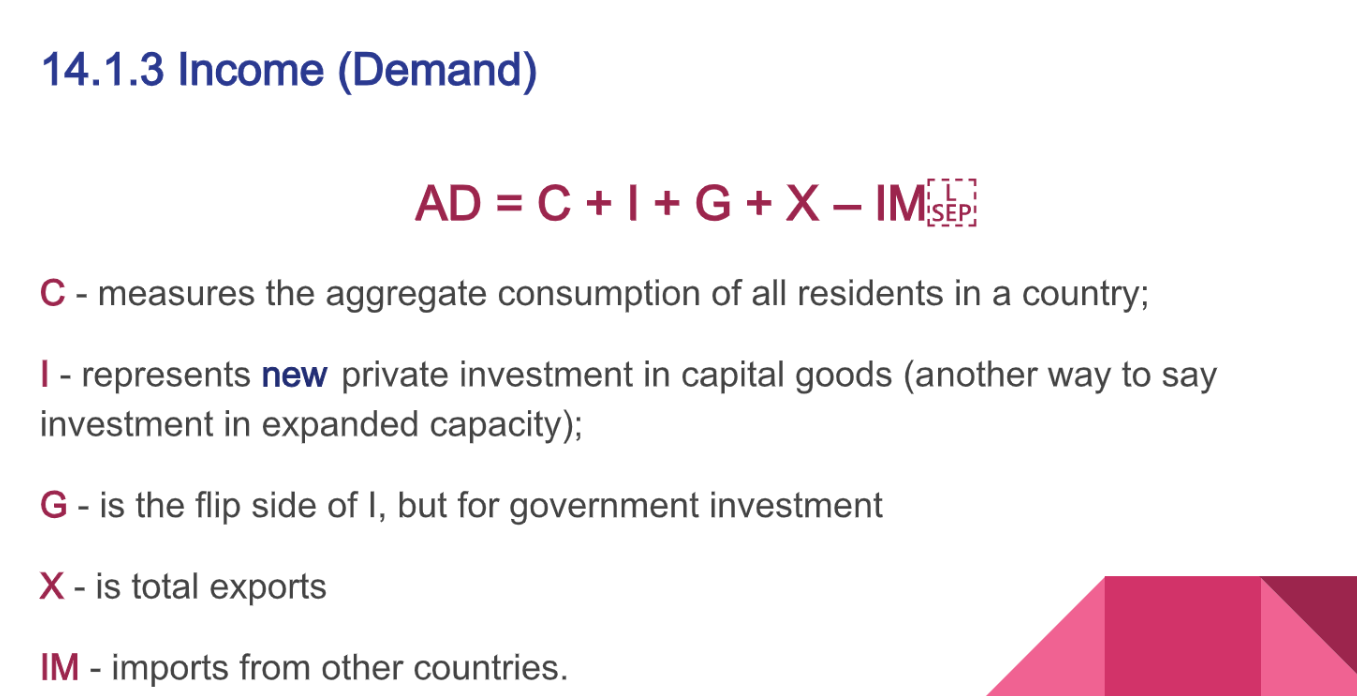 14.1.3 Income (Demand)
AD = C + I + G + X – IM
L
SEP
C - measures the aggregate consumption of all residents in a country;
I - represents new private investment in capital goods (another way to say
investment in expanded capacity);
G - is the flip side of I, but for government investment
X - is total exports
IM - imports from other countries.